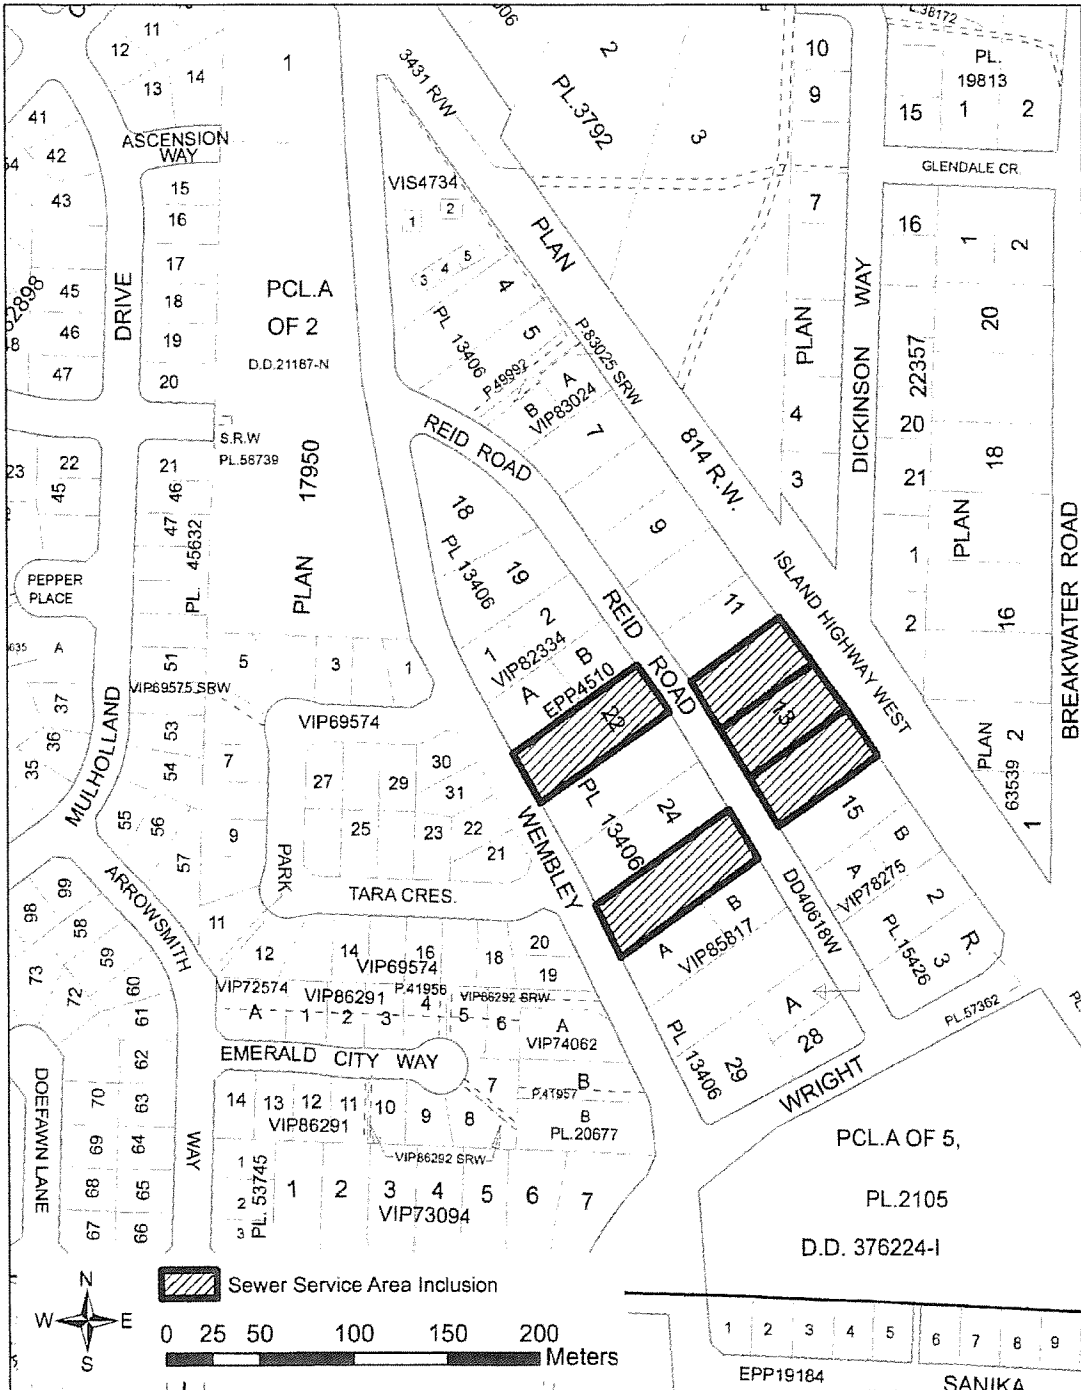 11
12
13
14
1
41
42
43
ASCENSION
WAY
15
16
17
18
19
20
45
46
47
DRIVE
PCL.A
OF 2
D.D.21187-N
S.R.W
PL.58739
17950
PLAN
3431 R/W
2
PL.3792
3
VIS4734
1
2
3
4
5
4
5
PL 13406
P.49992
PLAN
P.83025 SRW
A
B
VIP83024
7
814 R.W.
10
9
7
PLAN
4
3
DICKINSON WAY
PL.38172
PL.
19813
15
1
2
GLENDALE CR.
16
1
2
20
22357
20
21
18
PLAN
1
2
16
BREAKWATER ROAD
PLAN
63539
2
1
23
22
45
21
46
47
PL. 45632
PEPPER
PLACE
A
37
36
35
MULHOLLAND
51
VIP69575 SRW
53
54
55
56
57
5
3
1
VIP69574
7
9
11
PARK
27
29
30
31
25
23
22
21
TARA CRES.
REID ROAD
18
PL 13406
19
2
1
VIP82334
B
A
EPP4510
22
REID
ROAD
9
11
ISLAND HIGHWAY WEST
13
15
B
A
VIP78275
2
R.
3
PL.15426
DD40618W
PL.57362
WEMBLEY
PL
13406
24
B
A
VIP85817
PL 13406
29
A
28
WRIGHT
ARROWSMITH
WAY
99
98
58
59
73
72
60
61
62
63
64
65
66
70
69
68
67
DOEFAWN LANE
12
14
16
18
20
19
VIP69574
VIP72574
VIP86291
P.41956
VIP86292 SRW
A
1
2
3
4
5
6
A
VIP74062
EMERALD CITY WAY
7
B
P.41957
B
PL.20677
14
13
12
11
10
9
8
VIP86291
VIP86292 SRW
1
2
3
PL. 53745
1
2
3
4
5
6
7
VIP73094
PCL.A OF 5,
PL.2105
D.D. 376224-I
N
W
E
S
Sewer Service Area Inclusion
0 25 50 100 150 200
Meters
1
2
3
4
5
6
7
8
9
EPP19184
SANIKA